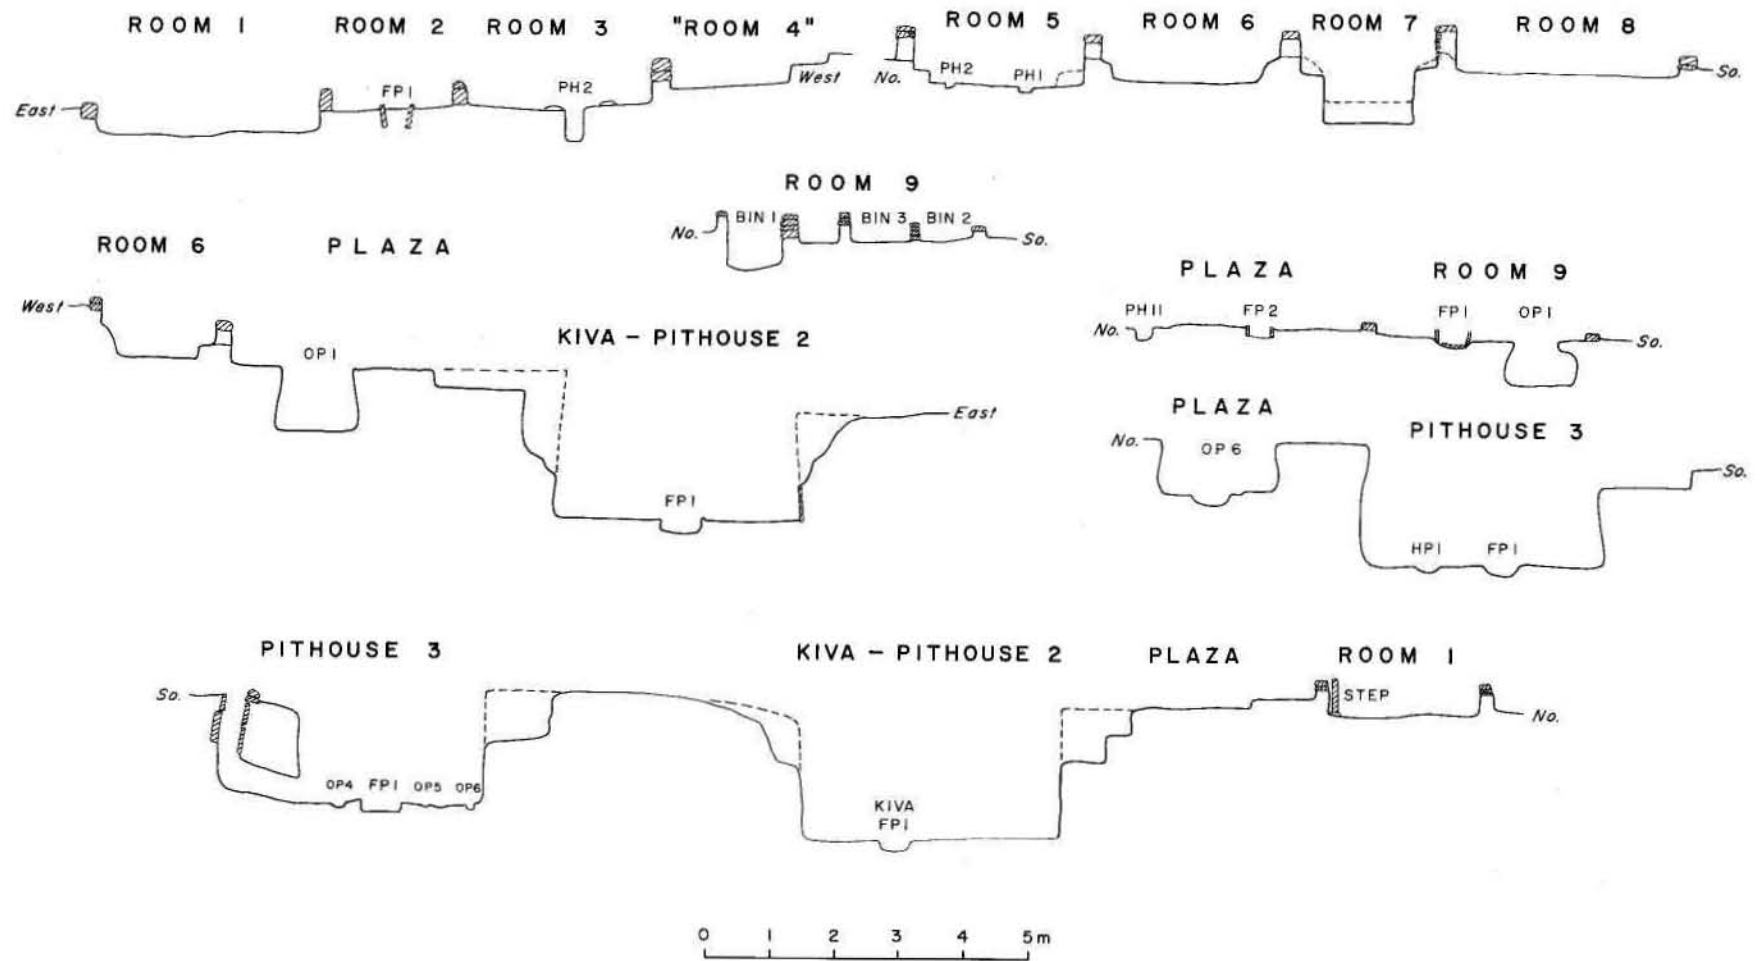 ROOM 1 ROOM 2 ROOM 3 "ROOM 4"
East FP1 PH2 West
ROOM 5 ROOM 6 ROOM 7 ROOM 8
No. PH2 PH1 So.
ROOM 9
No. BIN 1 BIN 3 BIN 2 So.
ROOM 6 PLAZA
West OP1
KIVA – PITHOUSE 2
East
FP1
PLAZA ROOM 9
PH11 FP2 FP1 OP1
No. So.
PLAZA
PITHOUSE 3
No. OP6 So.
HP1 FP1
PITHOUSE 3 KIVA – PITHOUSE 2 PLAZA ROOM 1
So. STEP No.
OP4 FP1 OP5 OP6
KIVA
FP1
0 1 2 3 4 5 m